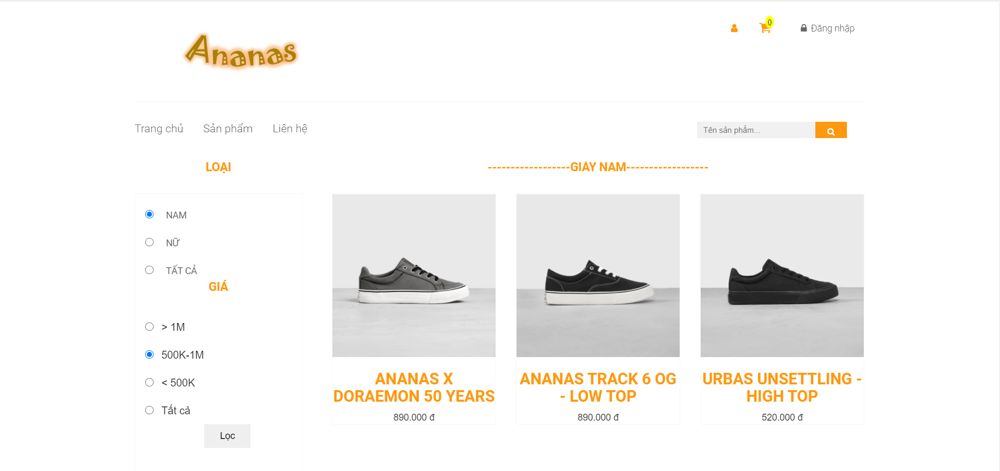 Ananas
0
Đăng nhập
Trang chủ
Sản phẩm
Liên hệ
Tên sản phẩm...
LOẠI
NAM
NỮ
TẤT CẢ
GIÁ
> 1M
500K-1M
< 500K
Tất cả
Lọc
------------------GIÀY NAM------------------
ANANAS X
DORAEMON 50 YEARS
890.000 đ
ANANAS TRACK 6 OG
- LOW TOP
890.000 đ
URBAS UNSETTLING -
HIGH TOP
520.000 đ